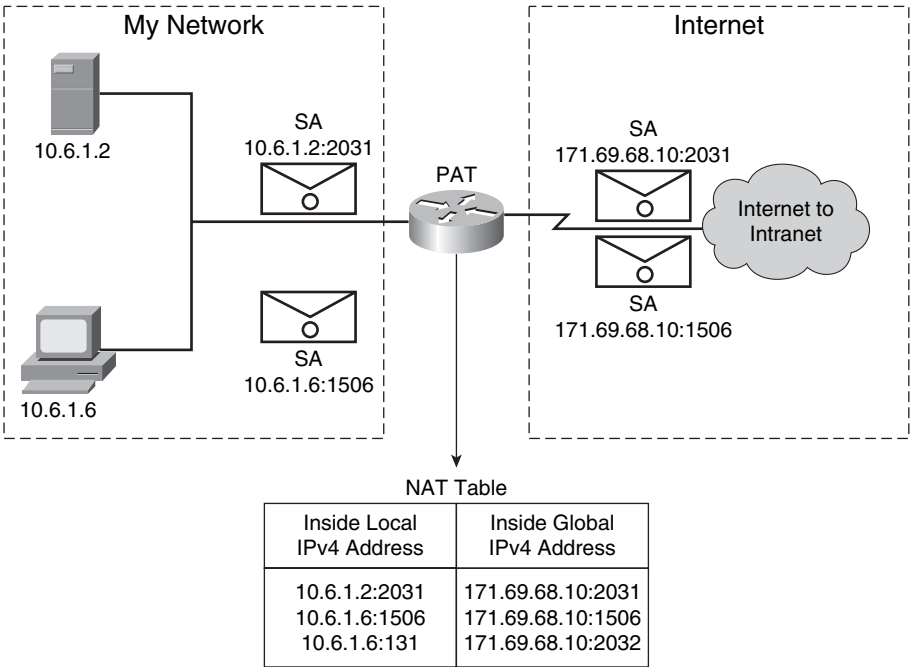 My Network
Internet
10.6.1.2
SA
10.6.1.2:2031
PAT
SA
171.69.68.10:2031
Internet to
Intranet
10.6.1.6
SA
10.6.1.6:1506
SA
171.69.68.10:1506
NAT Table
Inside Local
IPv4 Address
Inside Global
IPv4 Address
10.6.1.2:2031
171.69.68.10:2031
10.6.1.6:1506
171.69.68.10:1506
10.6.1.6:131
171.69.68.10:2032